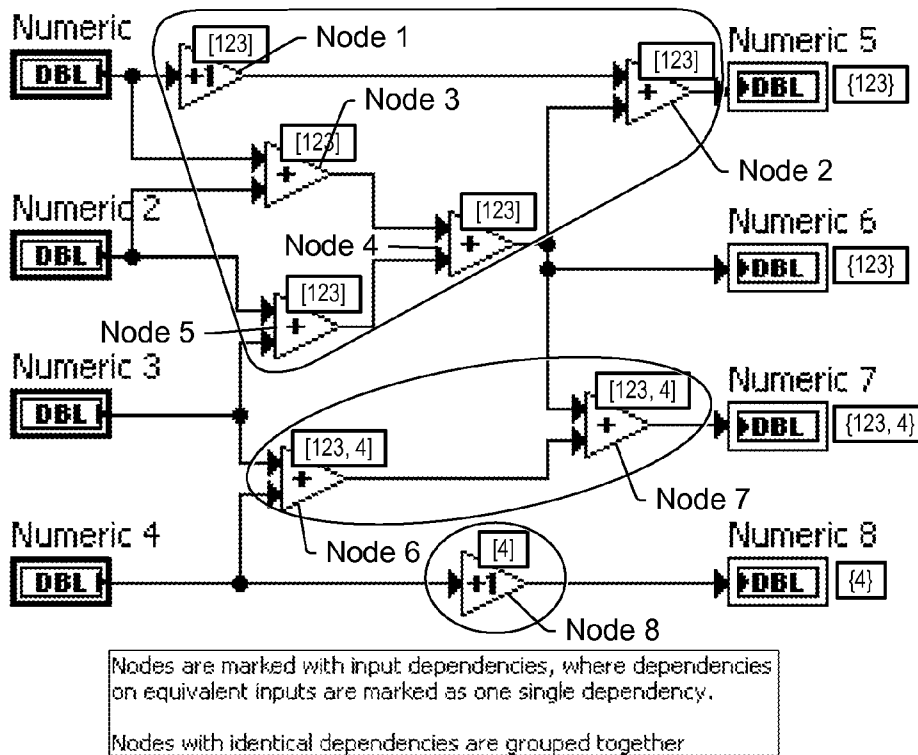 Numeric
DBL
[123]
Node 1
[123]
Numeric 5
DBL
{123}
Node 3
[123]
Node 2
Numeric 2
DBL
[123]
Node 4
Numeric 6
DBL
{123}
[123]
Node 5
Numeric 3
DBL
[123, 4]
Numeric 7
DBL
{123, 4}
[123, 4]
Node 7
Node 6
Numeric 4
DBL
[4]
Node 8
Numeric 8
DBL
{4}
Nodes are marked with input dependencies, where dependencies
on equivalent inputs are marked as one single dependency.
Nodes with identical dependencies are grouped together